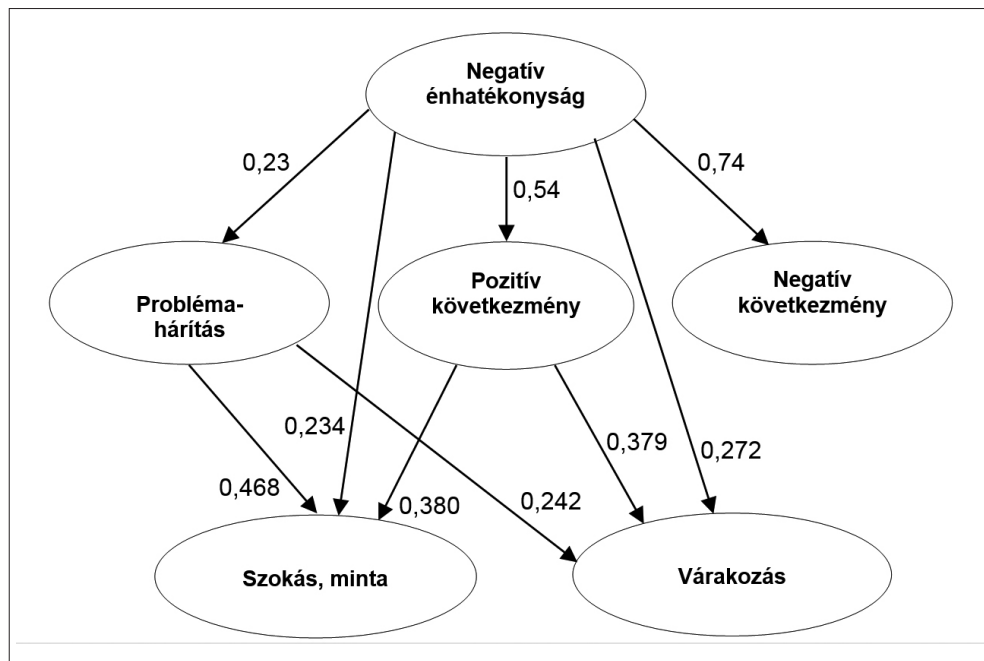 Negatív
énhatékonyság
0,23
0,74
0,54
Probléma-
hárítás
Pozitív
következmény
Negatív
következmény
0,234
0,379
0,272
0,468
0,380
0,242
Szokás, minta
Várakozás